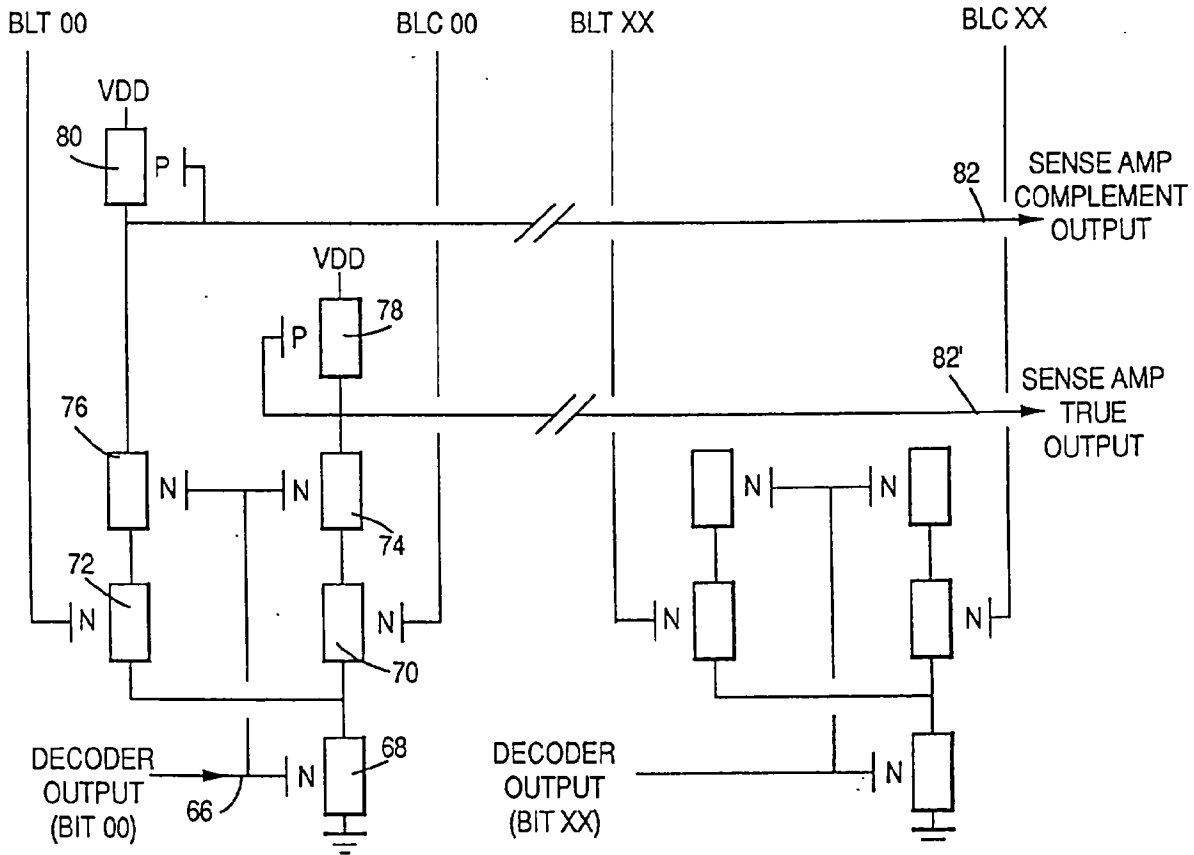 BLT 00
BLC 00
BLT XX
BLC XX
VDD
80
P
82
SENSE AMP
COMPLEMENT
OUTPUT
VDD
78
P
82'
SENSE AMP
TRUE
OUTPUT
76
N
N
74
N
N
72
N
N
70
N
N
DECODER
OUTPUT
(BIT 00)
66
N
68
DECODER
OUTPUT
(BIT XX)
N